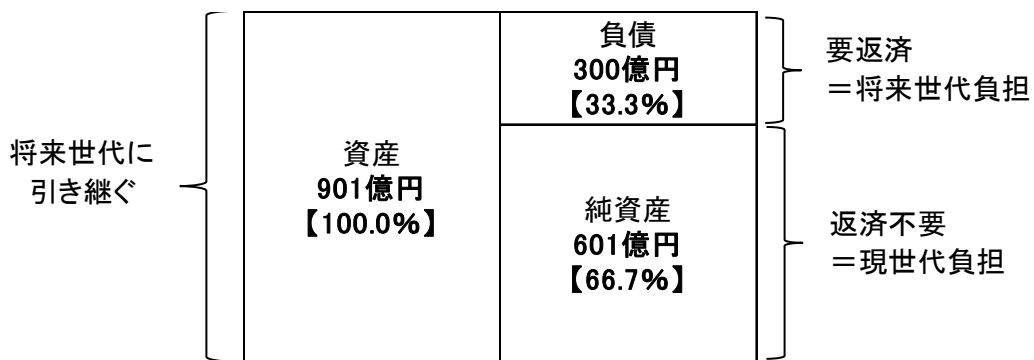 将来世代に
引き継ぐ
資産
901億円
【100.0%】
負債
300億円
【33.3%】
純資産
601億円
【66.7%】
要返済
＝将来世代負担
返済不要
＝現世代負担